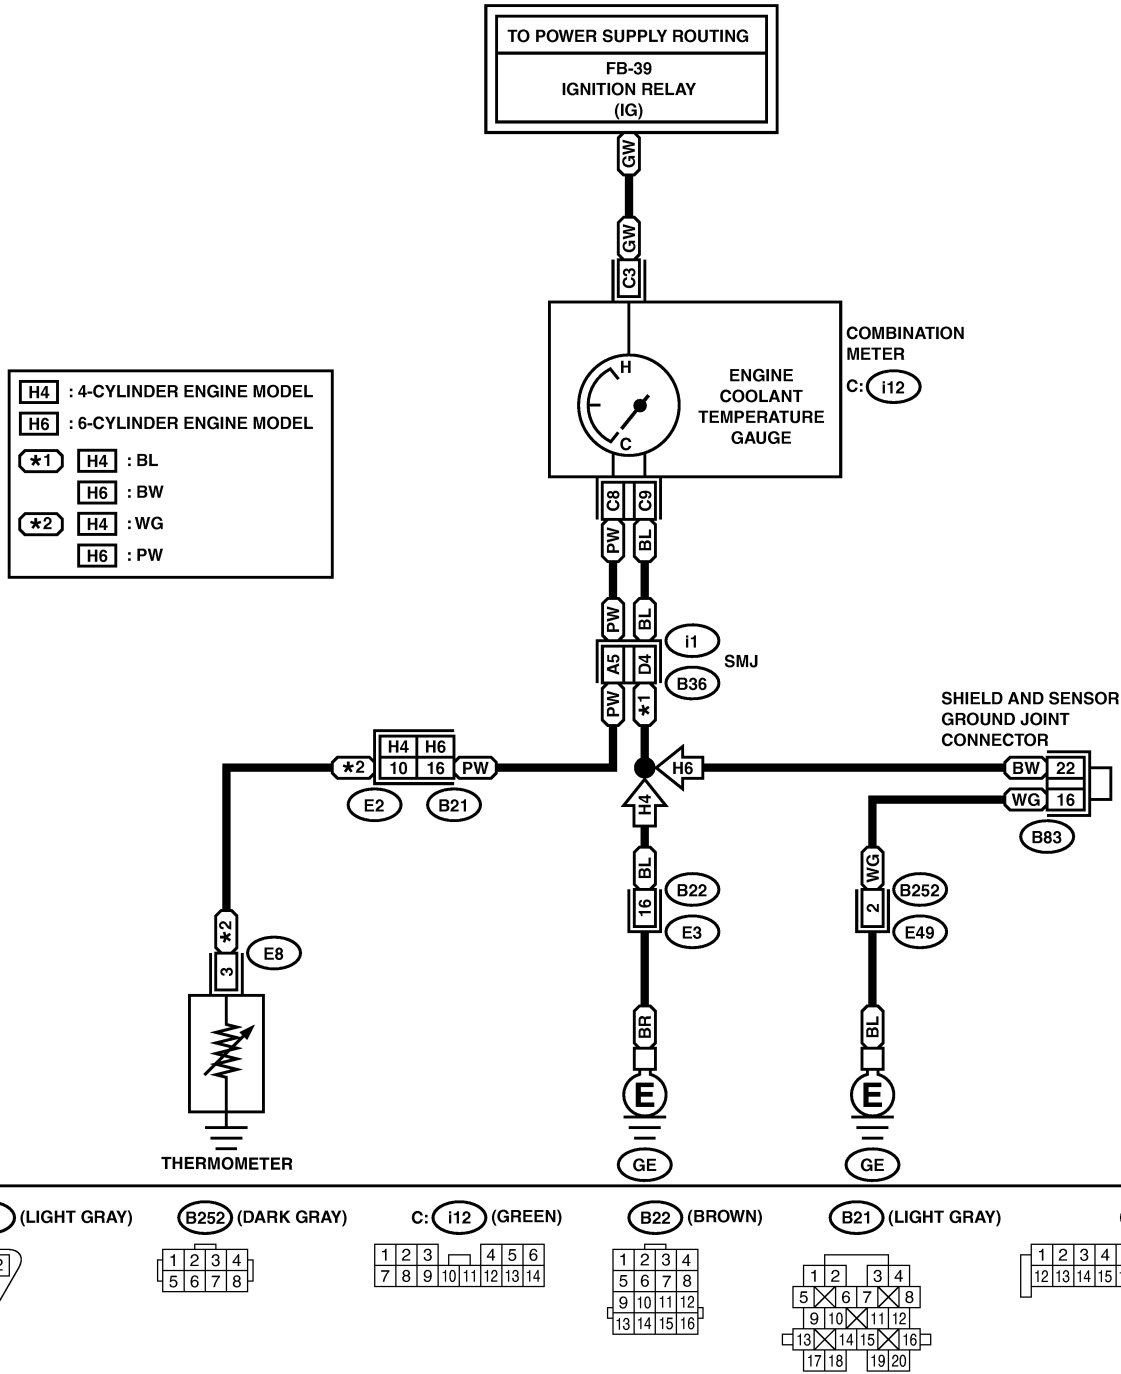 TO POWER SUPPLY ROUTING
FB-39
IGNITION RELAY
(IG)
GW
GW
C3
COMBINATION
METER
C: i12
H
C
ENGINE
COOLANT
TEMPERATURE
GAUGE
H4 : 4-CYLINDER ENGINE MODEL
H6 : 6-CYLINDER ENGINE MODEL
*1 H4 : BL
H6 : BW
*2 H4 : WG
H6 : PW
C8 C9
PW BL
PW BL
A5 D4
i1
B36
SMJ
PW *1
SHIELD AND SENSOR
GROUND JOINT
CONNECTOR
*2
H4 H6
10 16
PW
E2 B21
H6
H4
BW 22
WG 16
B83
BL
16
B22
E3
BR
E
GE
WG
2
B252
E49
BL
E
GE
*2
3
E8
THERMOMETER
(LIGHT GRAY)
2
B252 (DARK GRAY)
1 2 3 4
5 6 7 8
C: i12 (GREEN)
1 2 3 4 5 6
7 8 9 10 11 12 13 14
B22 (BROWN)
1 2 3 4
5 6 7 8
9 10 11 12
13 14 15 16
B21 (LIGHT GRAY)
1 2 3 4
5 6 7 8
9 10 11 12
13 14 15 16
17 18 19 20
1 2 3 4
12 13 14 15